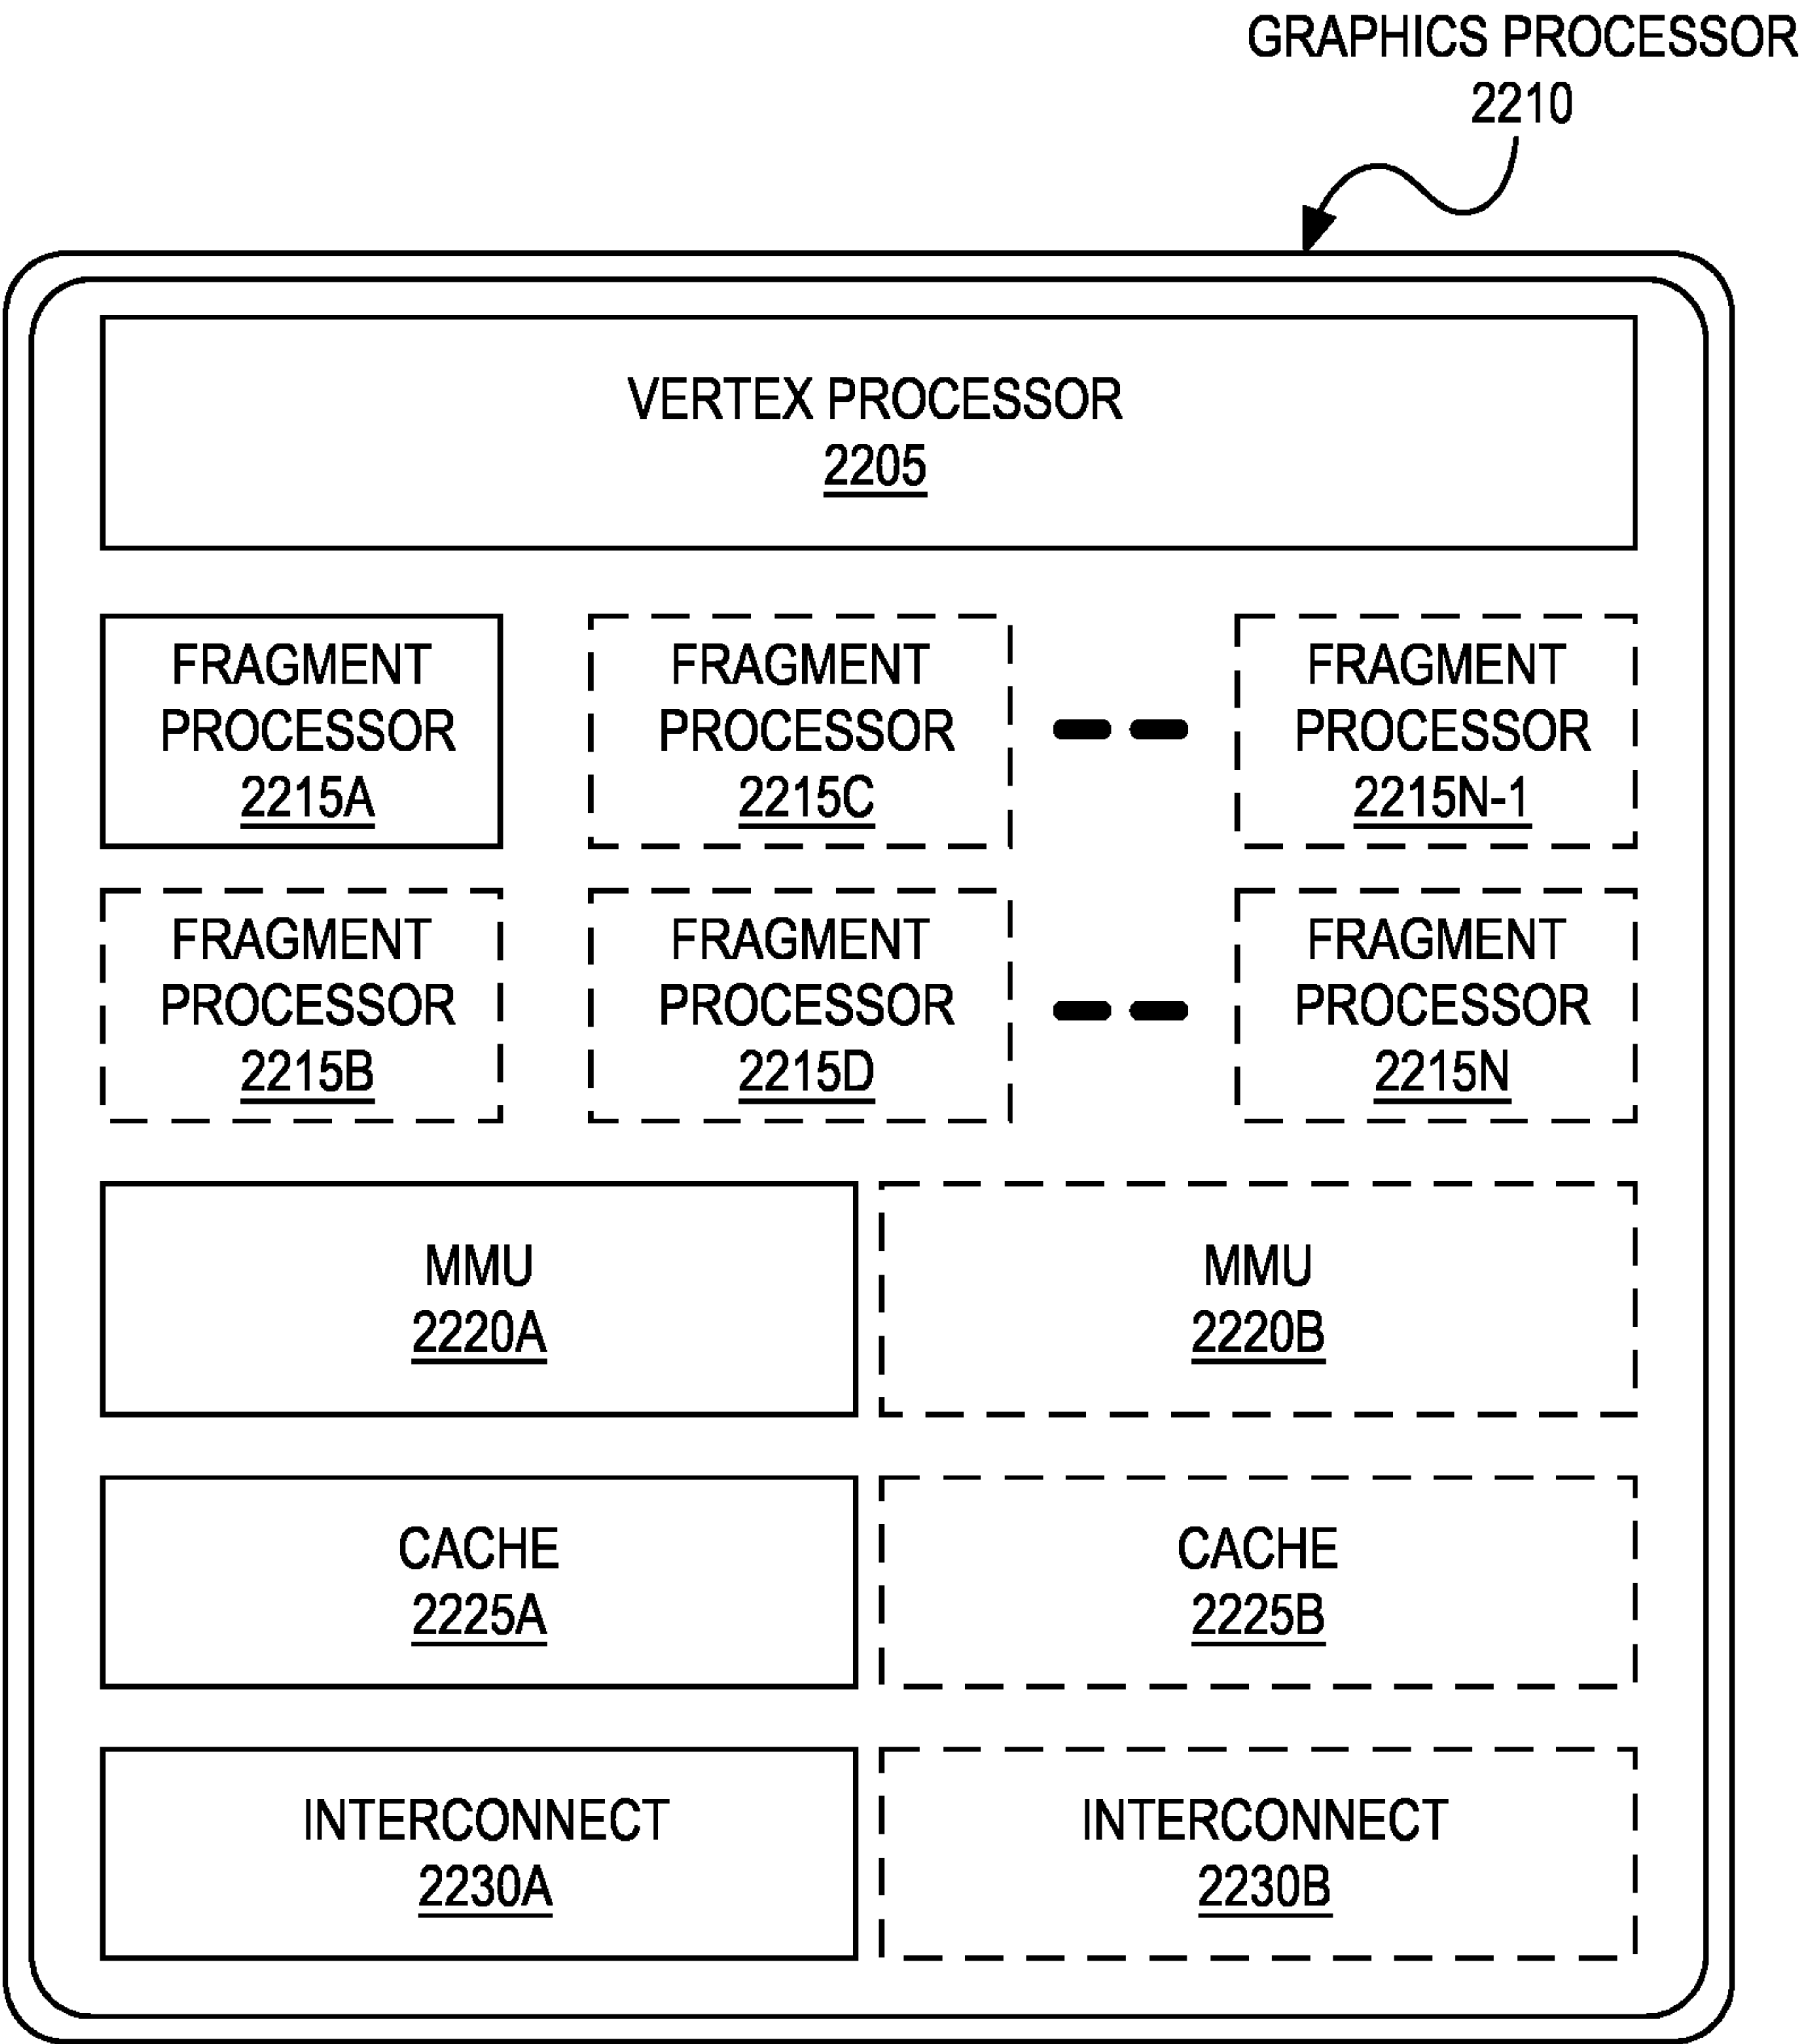 GRAPHICS PROCESSOR
2210
VERTEX PROCESSOR
2205
FRAGMENT
PROCESSOR
2215A
FRAGMENT
PROCESSOR
2215C
FRAGMENT
PROCESSOR
2215N-1
FRAGMENT
PROCESSOR
2215B
FRAGMENT
PROCESSOR
2215D
FRAGMENT
PROCESSOR
2215N
MMU
2220A
MMU
2220B
CACHE
2225A
CACHE
2225B
INTERCONNECT
2230A
INTERCONNECT
2230B